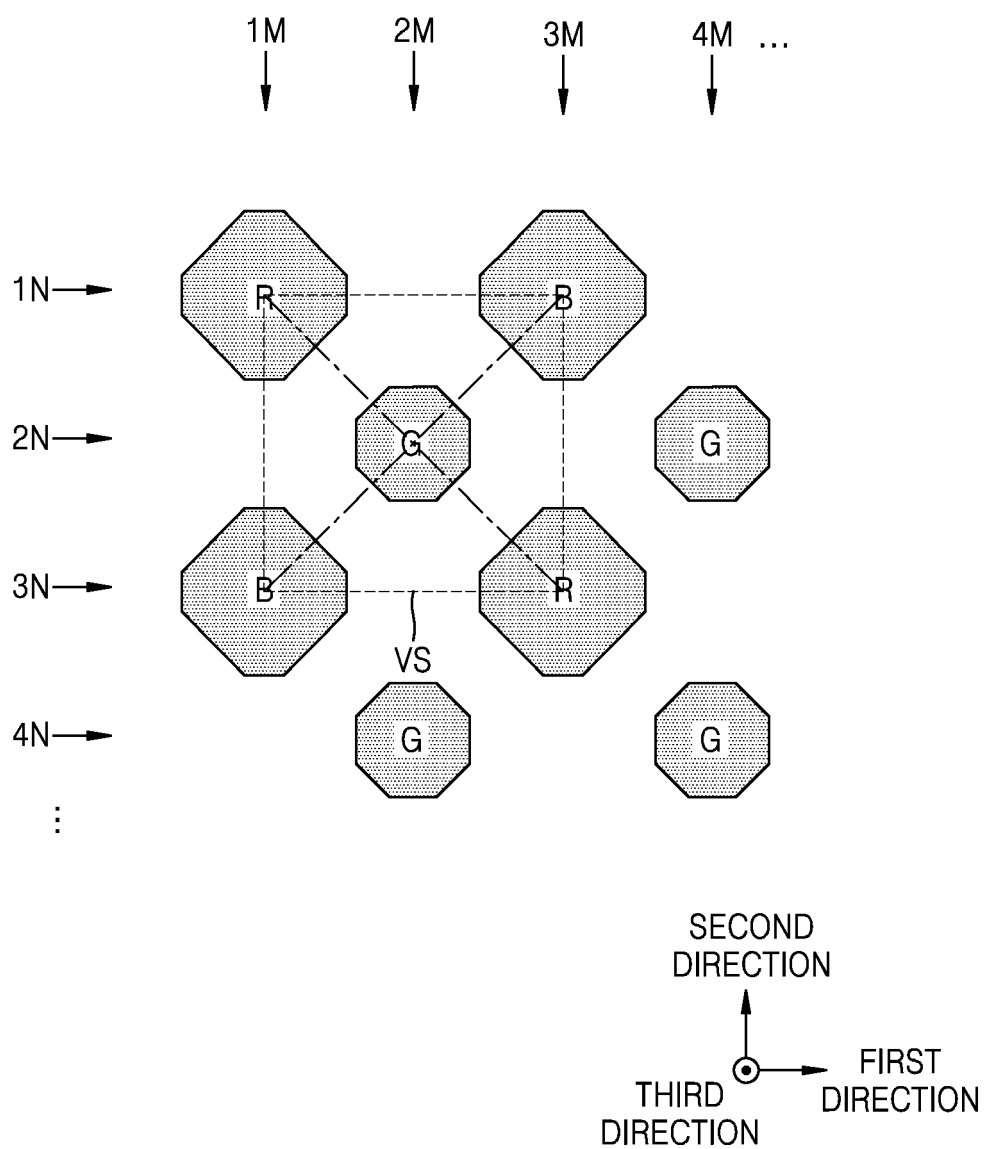 1M 2M 3M 4M ...
1N R B
2N G G
3N B R
VS
4N G G
⋮
SECOND
DIRECTION
FIRST
DIRECTION
THIRD
DIRECTION